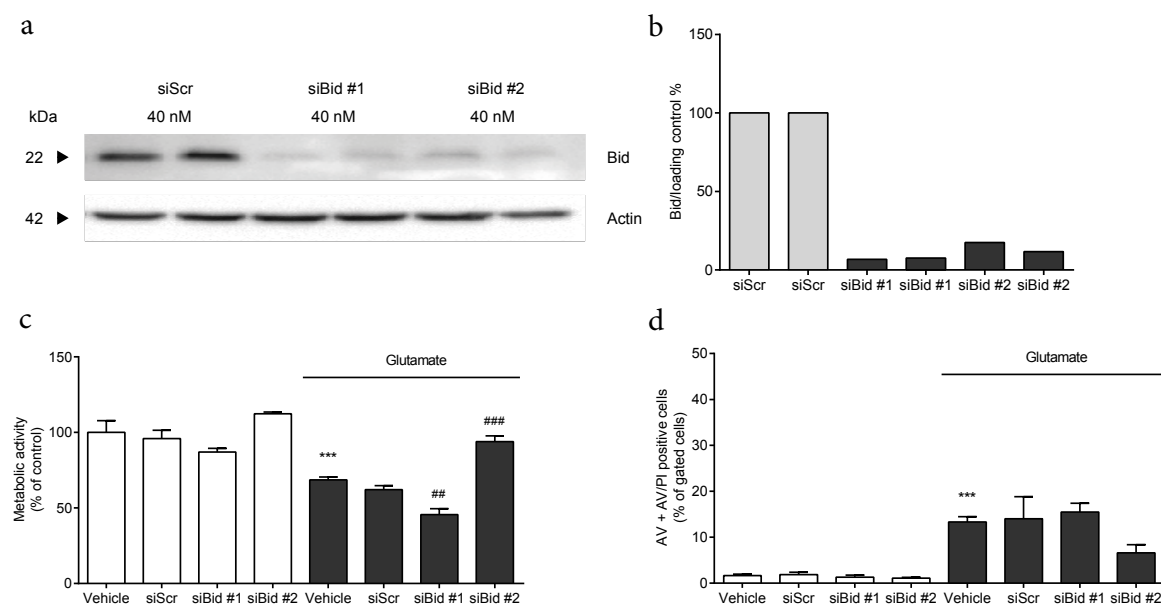 a
siScr siBid #1 siBid #2
kDa 40 nM 40 nM 40 nM
22 Bid
42 Actin
b
Bid/loading control %
150
100
50
0
siScr siScr siBid #1 siBid #1 siBid #2 siBid #2
c
Metabolic activity
(% of control)
150
100
50
0
Glutamate
***
##
###
Vehicle siScr siBid #1 siBid #2 Vehicle siScr siBid #1 siBid #2
d
AV + AV/PI positive cells
(% of gated cells)
50
40
30
20
10
0
Glutamate
***
Vehicle siScr siBid #1 siBid #2 Vehicle siScr siBid #1 siBid #2